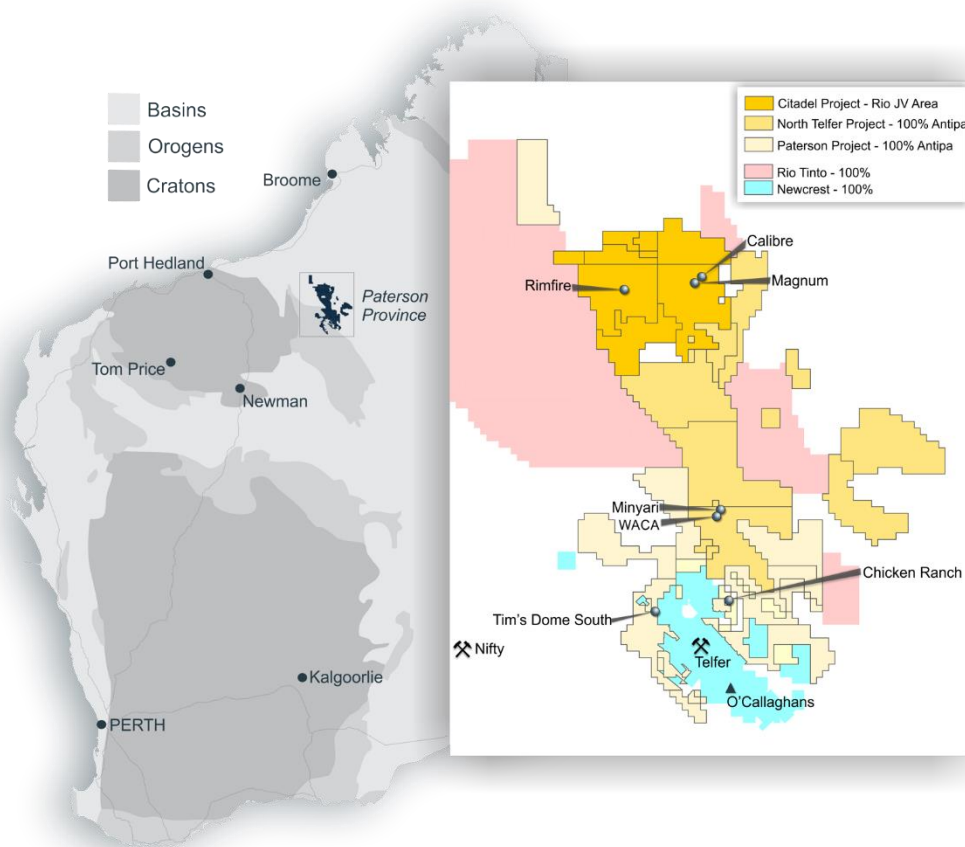 Basins
Orogens
Cratons
Broome
Port Hedland
Paterson
Province
Tom Price
Newman
Kalgoorlie
PERTH
Citadel Project - Rio JV Area
North Telfer Project - 100% Antipa
Paterson Project - 100% Antipa
Rio Tinto - 100%
Newcrest - 100%
Calibre
Rimfire
Magnum
Minyari
WACA
Chicken Ranch
Tim's Dome South
Nifty
Telfer
O'Callaghans